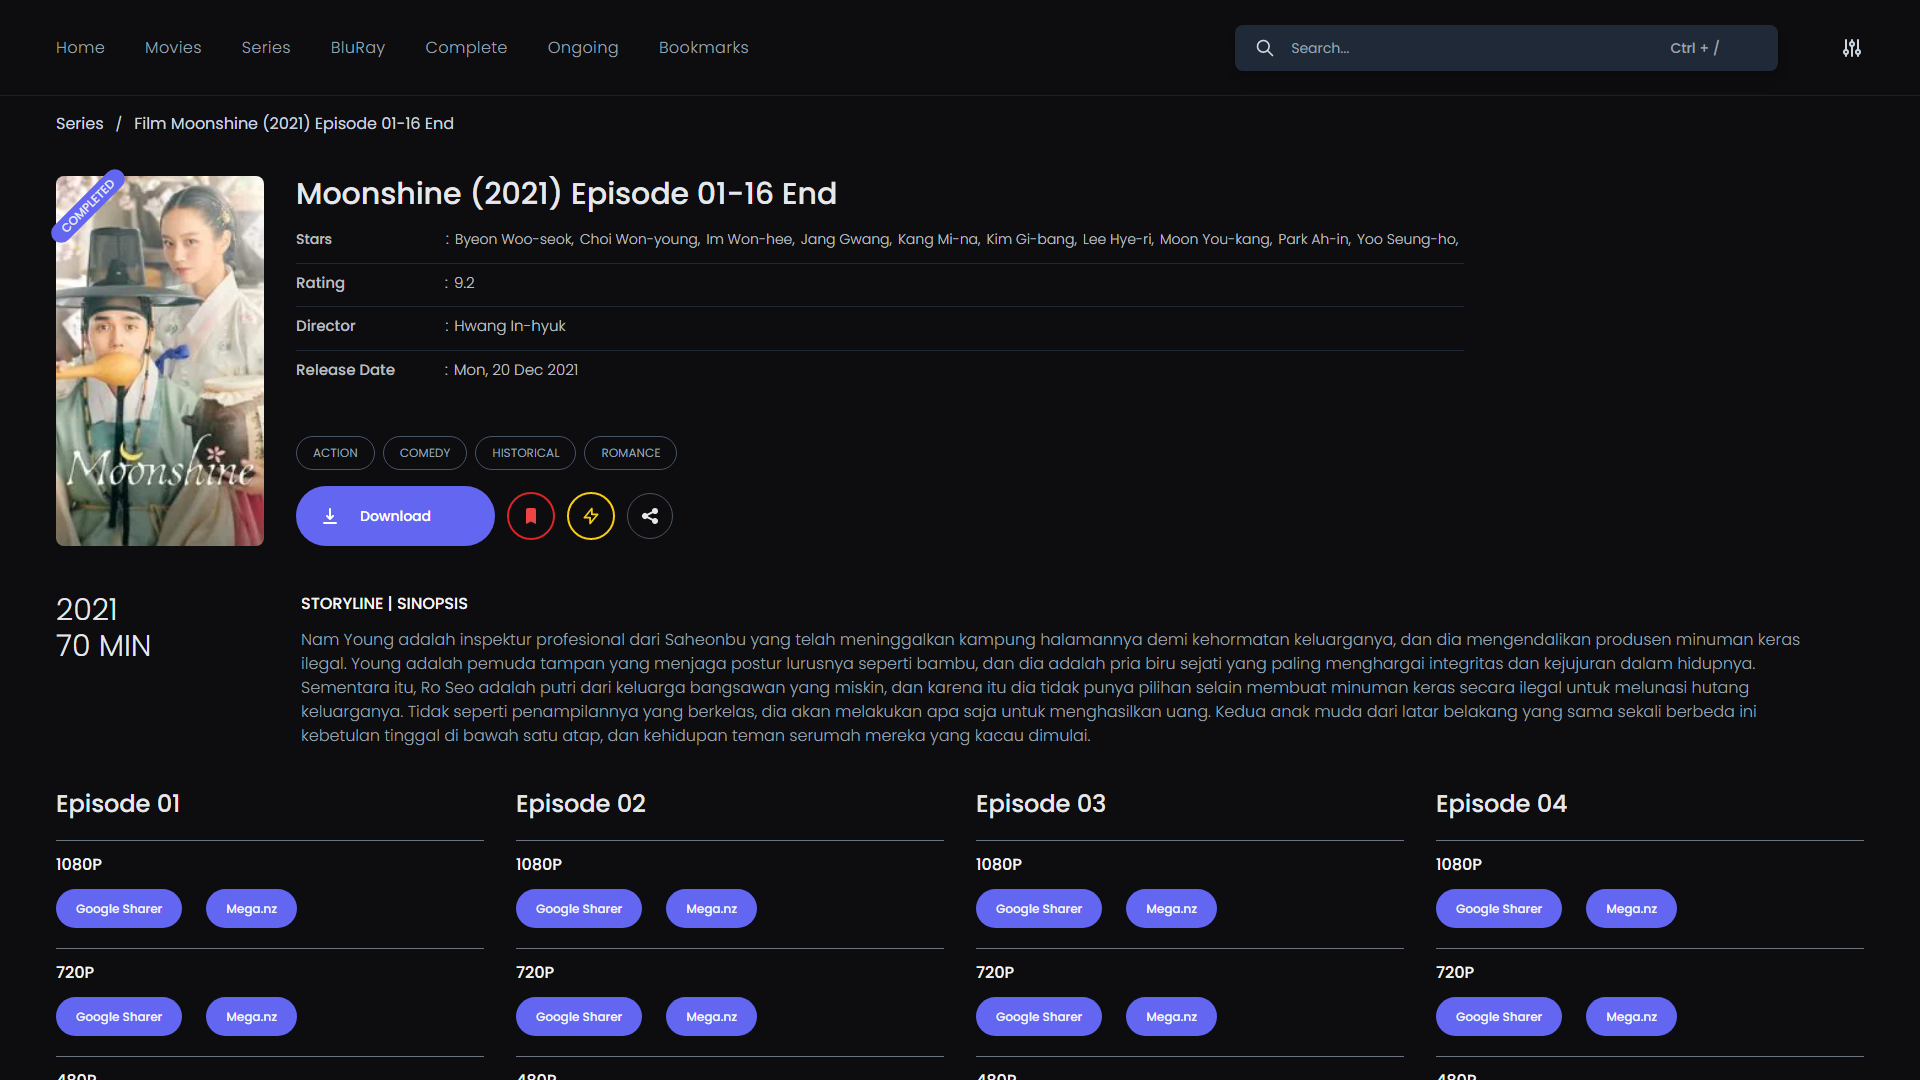 Home Movies Series BluRay Complete Ongoing Bookmarks Search... Ctrl + /
Series / Film Moonshine (2021) Episode 01-16 End
COMPLETED
Moonshine
Moonshine (2021) Episode 01-16 End
Stars : Byeon Woo-seok, Choi Won-young, Im Won-hee, Jang Gwang, Kang Mi-na, Kim Gi-bang, Lee Hye-ri, Moon You-kang, Park Ah-in, Yoo Seung-ho,
Rating : 9.2
Director : Hwang In-hyuk
Release Date : Mon, 20 Dec 2021
ACTION COMEDY HISTORICAL ROMANCE
Download
2021
70 MIN
STORYLINE | SINOPSIS
Nam Young adalah inspektur profesional dari Saheonbu yang telah meninggalkan kampung halamannya demi kehormatan keluarganya, dan dia mengendalikan produsen minuman keras
ilegal. Young adalah pemuda tampan yang menjaga postur lurusnya seperti bambu, dan dia adalah pria biru sejati yang paling menghargai integritas dan kejujuran dalam hidupnya.
Sementara itu, Ro Seo adalah putri dari keluarga bangsawan yang miskin, dan karena itu dia tidak punya pilihan selain membuat minuman keras secara ilegal untuk melunasi hutang
keluarganya. Tidak seperti penampilannya yang berkelas, dia akan melakukan apa saja untuk menghasilkan uang. Kedua anak muda dari latar belakang yang sama sekali berbeda ini
kebetulan tinggal di bawah satu atap, dan kehidupan teman serumah mereka yang kacau dimulai.
Episode 01 Episode 02 Episode 03 Episode 04
1080P 1080P 1080P 1080P
Google Sharer Mega.nz Google Sharer Mega.nz Google Sharer Mega.nz Google Sharer Mega.nz
720P 720P 720P 720P
Google Sharer Mega.nz Google Sharer Mega.nz Google Sharer Mega.nz Google Sharer Mega.nz
480P 480P 480P 480P